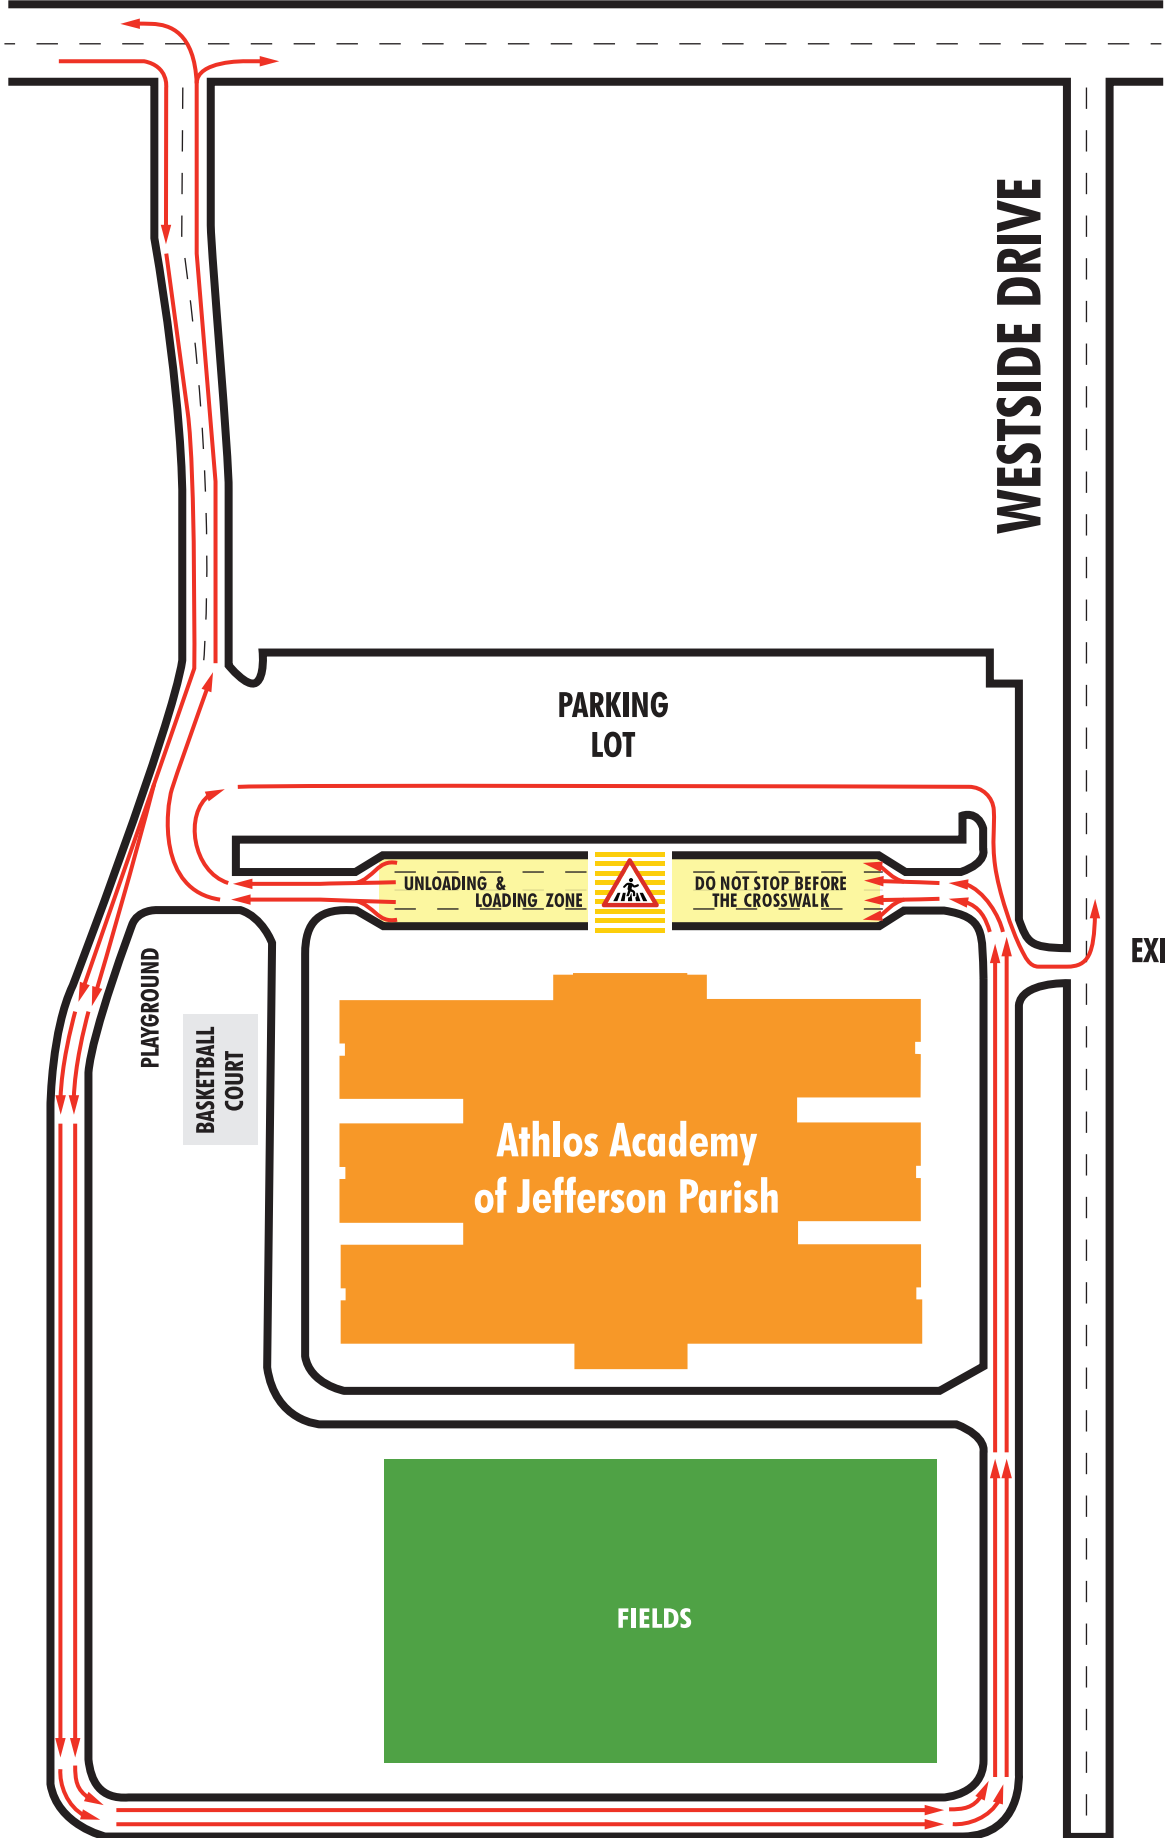 WESTSIDE DRIVE
PARKING
LOT
UNLOADING &
LOADING ZONE
DO NOT STOP BEFORE
THE CROSSWALK
EXI
PLAYGROUND
BASKETBALL
COURT
Athlos Academy
of Jefferson Parish
FIELDS